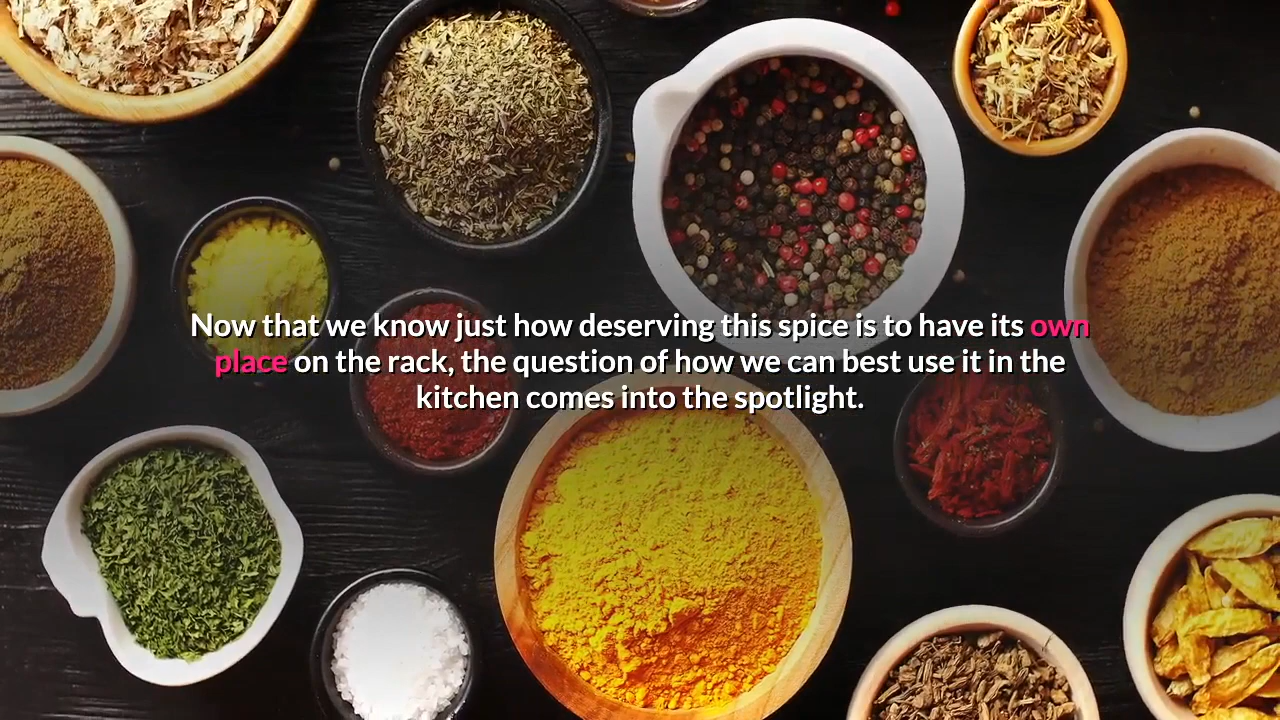 Now that we know just how deserving this spice is to have its own
place on the rack, the question of how we can best use it in the
kitchen comes into the spotlight.